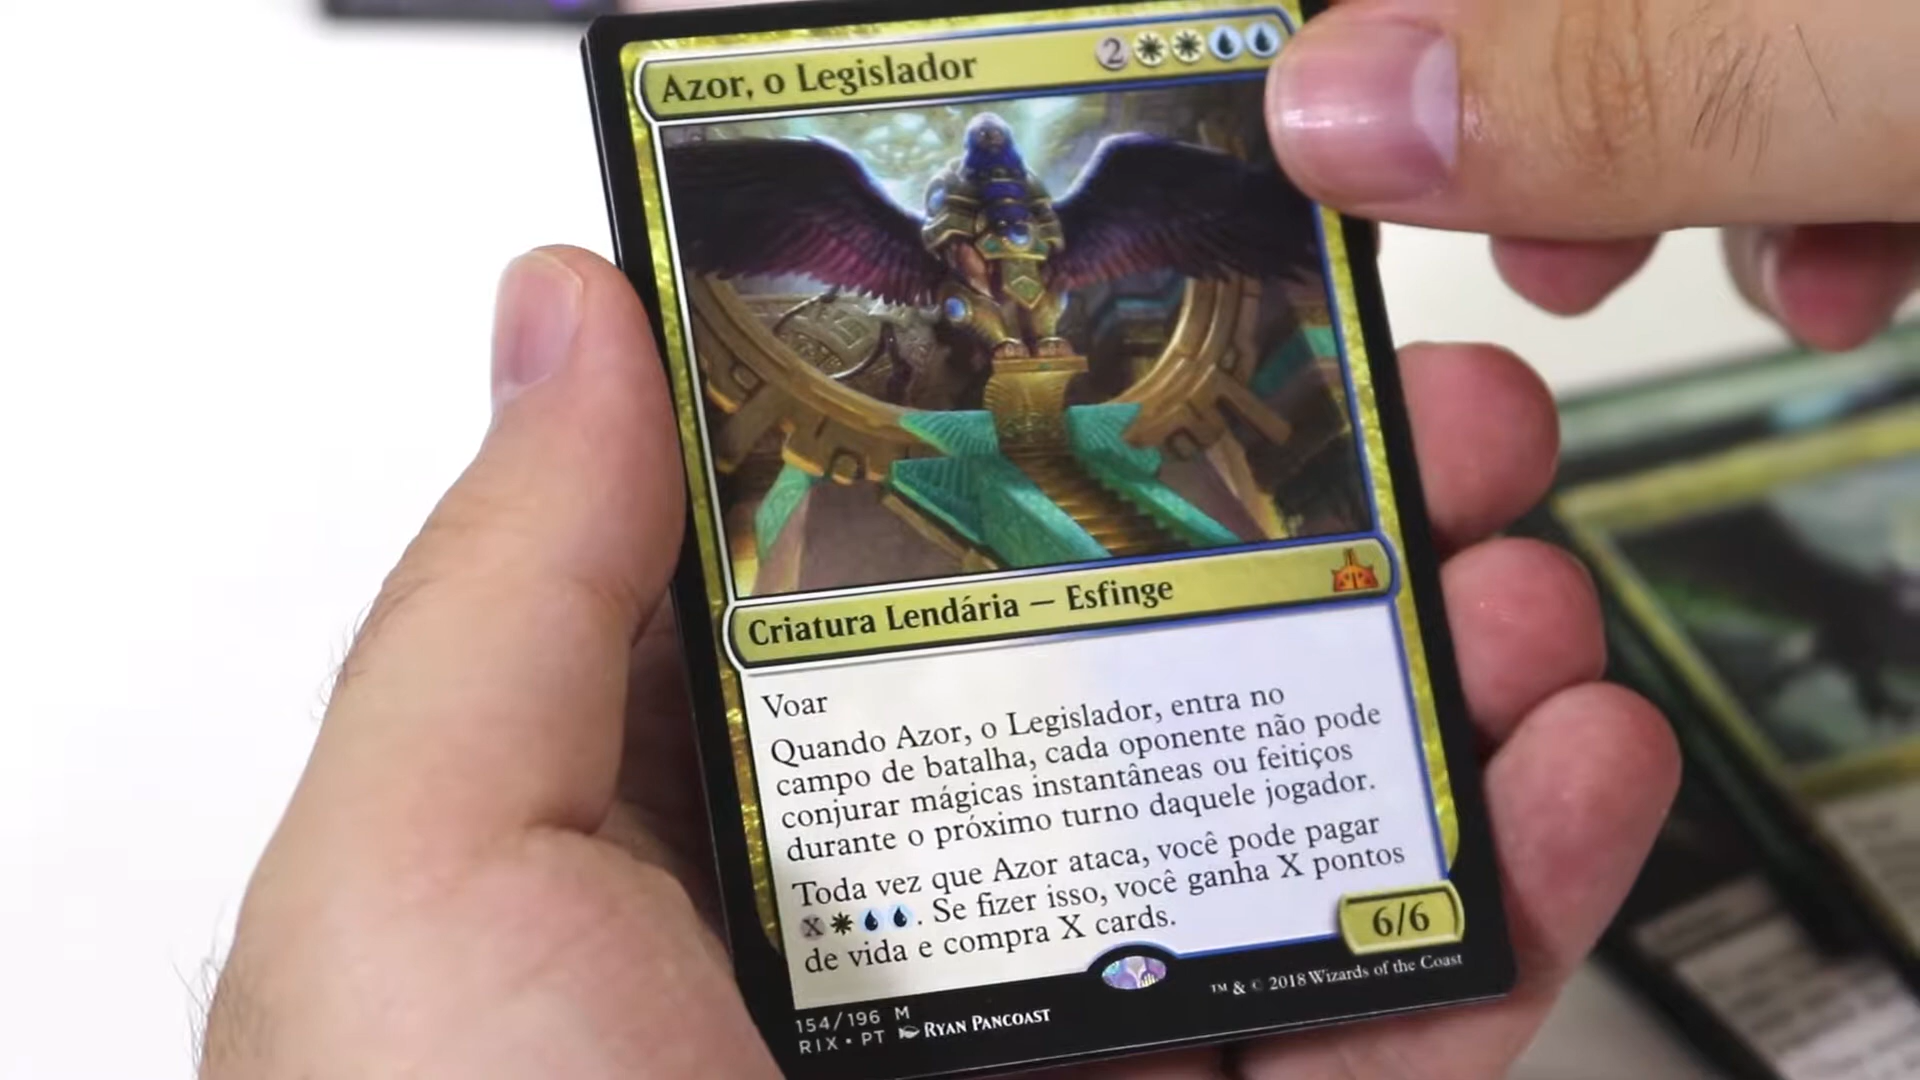 Azor, o Legislador 2
Criatura Lendária — Esfinge
Voar
Quando Azor, o Legislador, entra no
campo de batalha, cada oponente não pode
conjurar mágicas instantâneas ou feitiços
durante o próximo turno daquele jogador.
Toda vez que Azor ataca, você pode pagar
X . Se fizer isso, você ganha X pontos
de vida e compra X cards.
6/6
154/196 M
RIX • PT RYAN PANCOAST
™ & © 2018 Wizards of the Coast